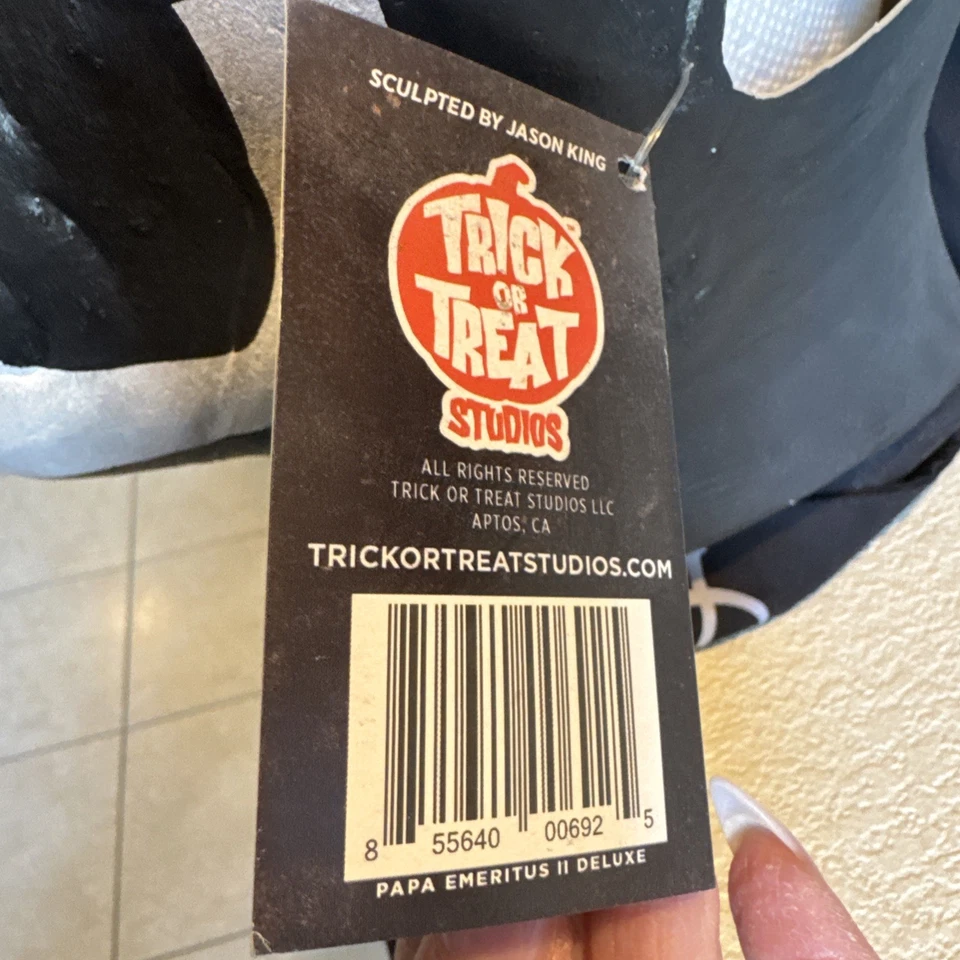 SCULPTED BY JASON KING
TRICK
OR
TREAT
STUDIOS
ALL RIGHTS RESERVED
TRICK OR TREAT STUDIOS LLC
APTOS, CA
TRICKORTREATSTUDIOS.COM
8 55640 00692 5
PAPA EMERITUS II DELUXE